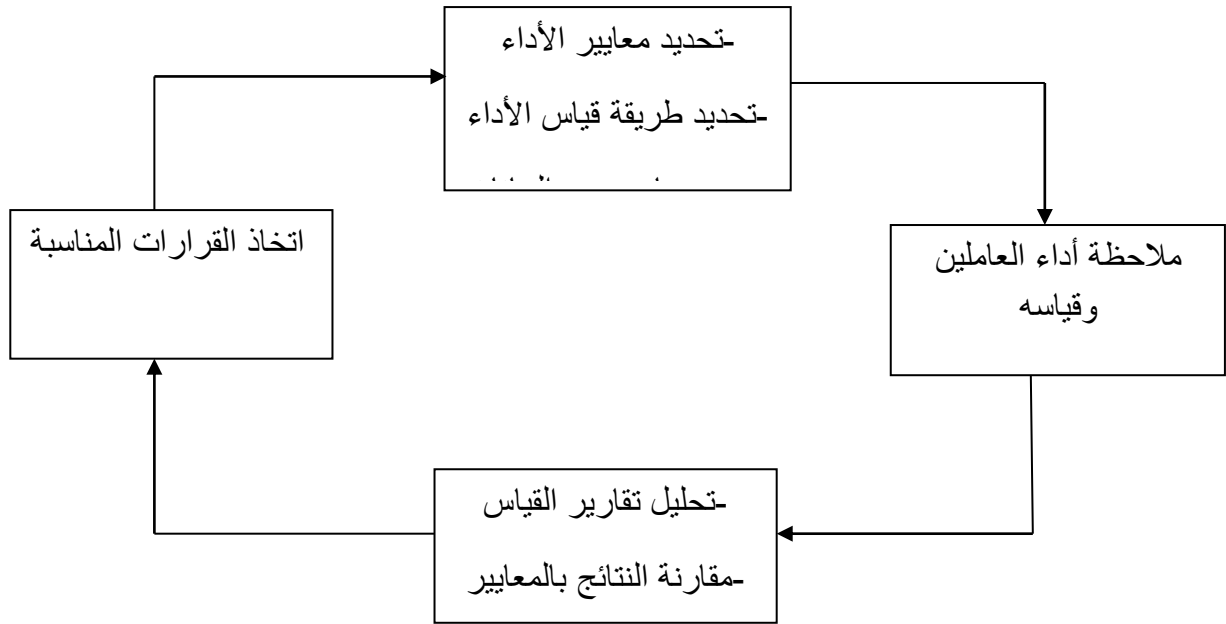 -تحديد معايير الأداء
-تحديد طريقة قياس الأداء
ملاحظة أداء العاملين
وقياسه
-تحليل تقارير القياس
-مقارنة النتائج بالمعايير
اتخاذ القرارات المناسبة